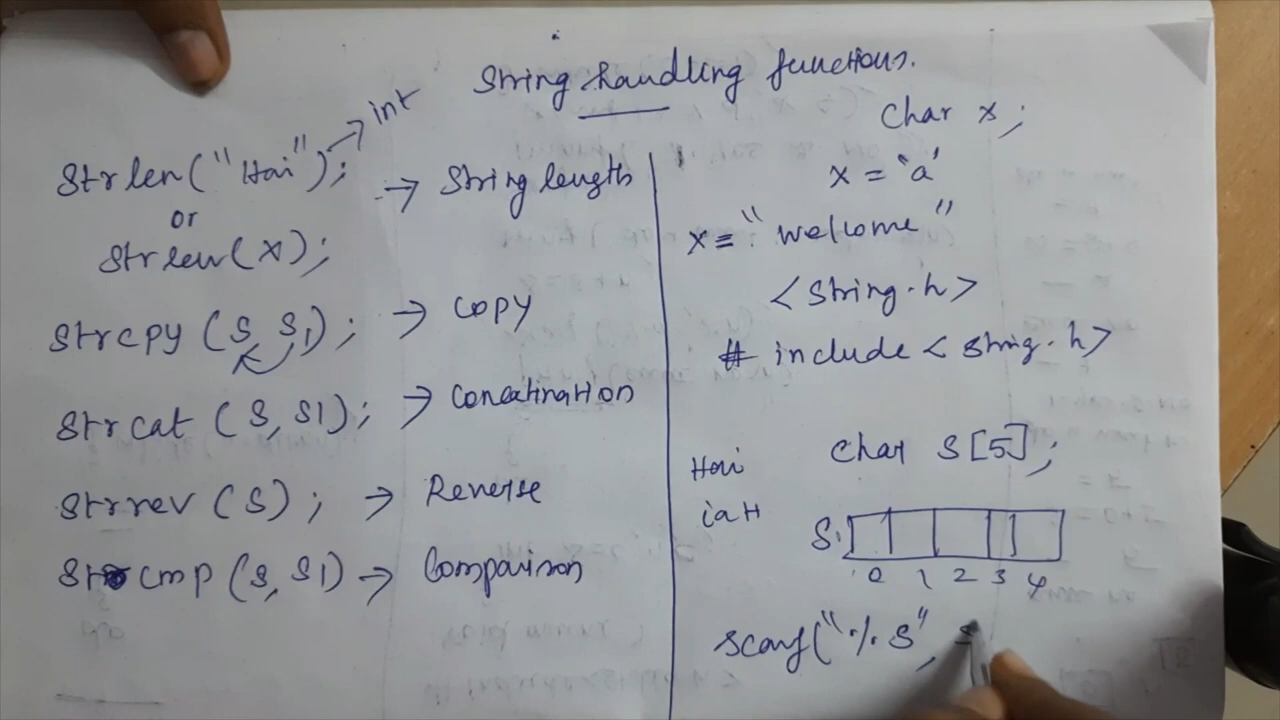 String handling functions.
Strlen("Hai"); → int → String length
or
Strlen(x);
Strcpy (S, S1); → Copy
Strcat (S, S1); → Concatination
Strrev (S); → Reverse
Strcmp (S, S1) → Comparison
Char x;
x = 'a'
x = "welcome"
<String.h>
# include <string.h>
Char S[5];
Hai
iaH
S:
0 1 2 3 4
scanf("%S", s